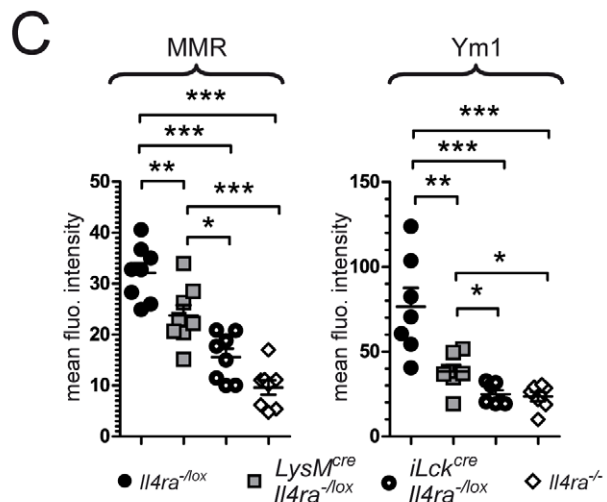 C
MMR
Ym1
***
***
***
***
**
**
***
*
*
*
mean fluo. intensity
50
40
30
20
10
0
mean fluo. intensity
150
100
50
0
Il4ra-/lox
LysMcre
Il4ra-/lox
iLckcre
Il4ra-/lox
Il4ra-/-